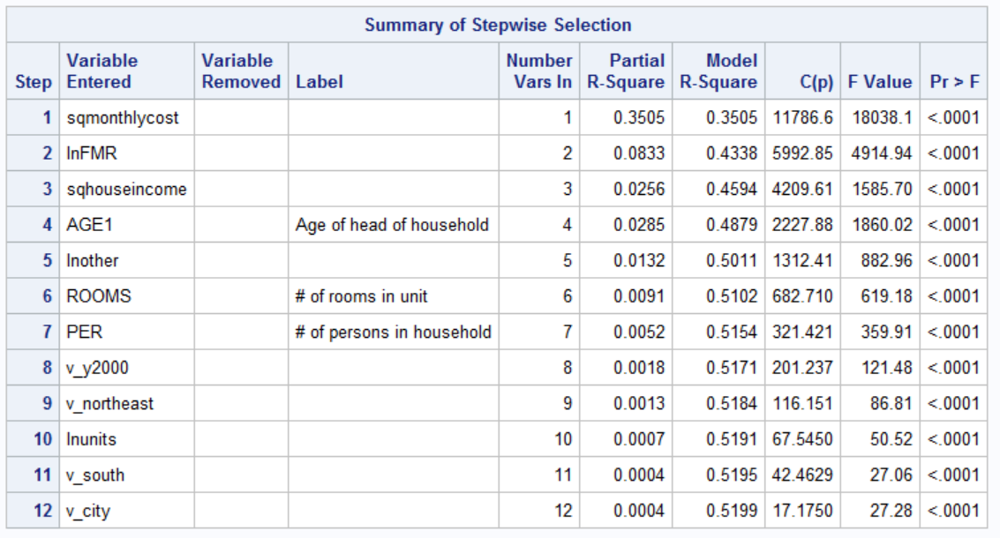 Summary of Stepwise Selection
Step Variable Entered Variable Removed Label Number Vars In Partial R-Square Model R-Square C(p) F Value Pr > F
1 sqmonthlycost 1 0.3505 0.3505 11786.6 18038.1 <.0001
2 lnFMR 2 0.0833 0.4338 5992.85 4914.94 <.0001
3 sqhouseincome 3 0.0256 0.4594 4209.61 1585.70 <.0001
4 AGE1 Age of head of household 4 0.0285 0.4879 2227.88 1860.02 <.0001
5 lnother 5 0.0132 0.5011 1312.41 882.96 <.0001
6 ROOMS # of rooms in unit 6 0.0091 0.5102 682.710 619.18 <.0001
7 PER # of persons in household 7 0.0052 0.5154 321.421 359.91 <.0001
8 v_y2000 8 0.0018 0.5171 201.237 121.48 <.0001
9 v_northeast 9 0.0013 0.5184 116.151 86.81 <.0001
10 lnunits 10 0.0007 0.5191 67.5450 50.52 <.0001
11 v_south 11 0.0004 0.5195 42.4629 27.06 <.0001
12 v_city 12 0.0004 0.5199 17.1750 27.28 <.0001